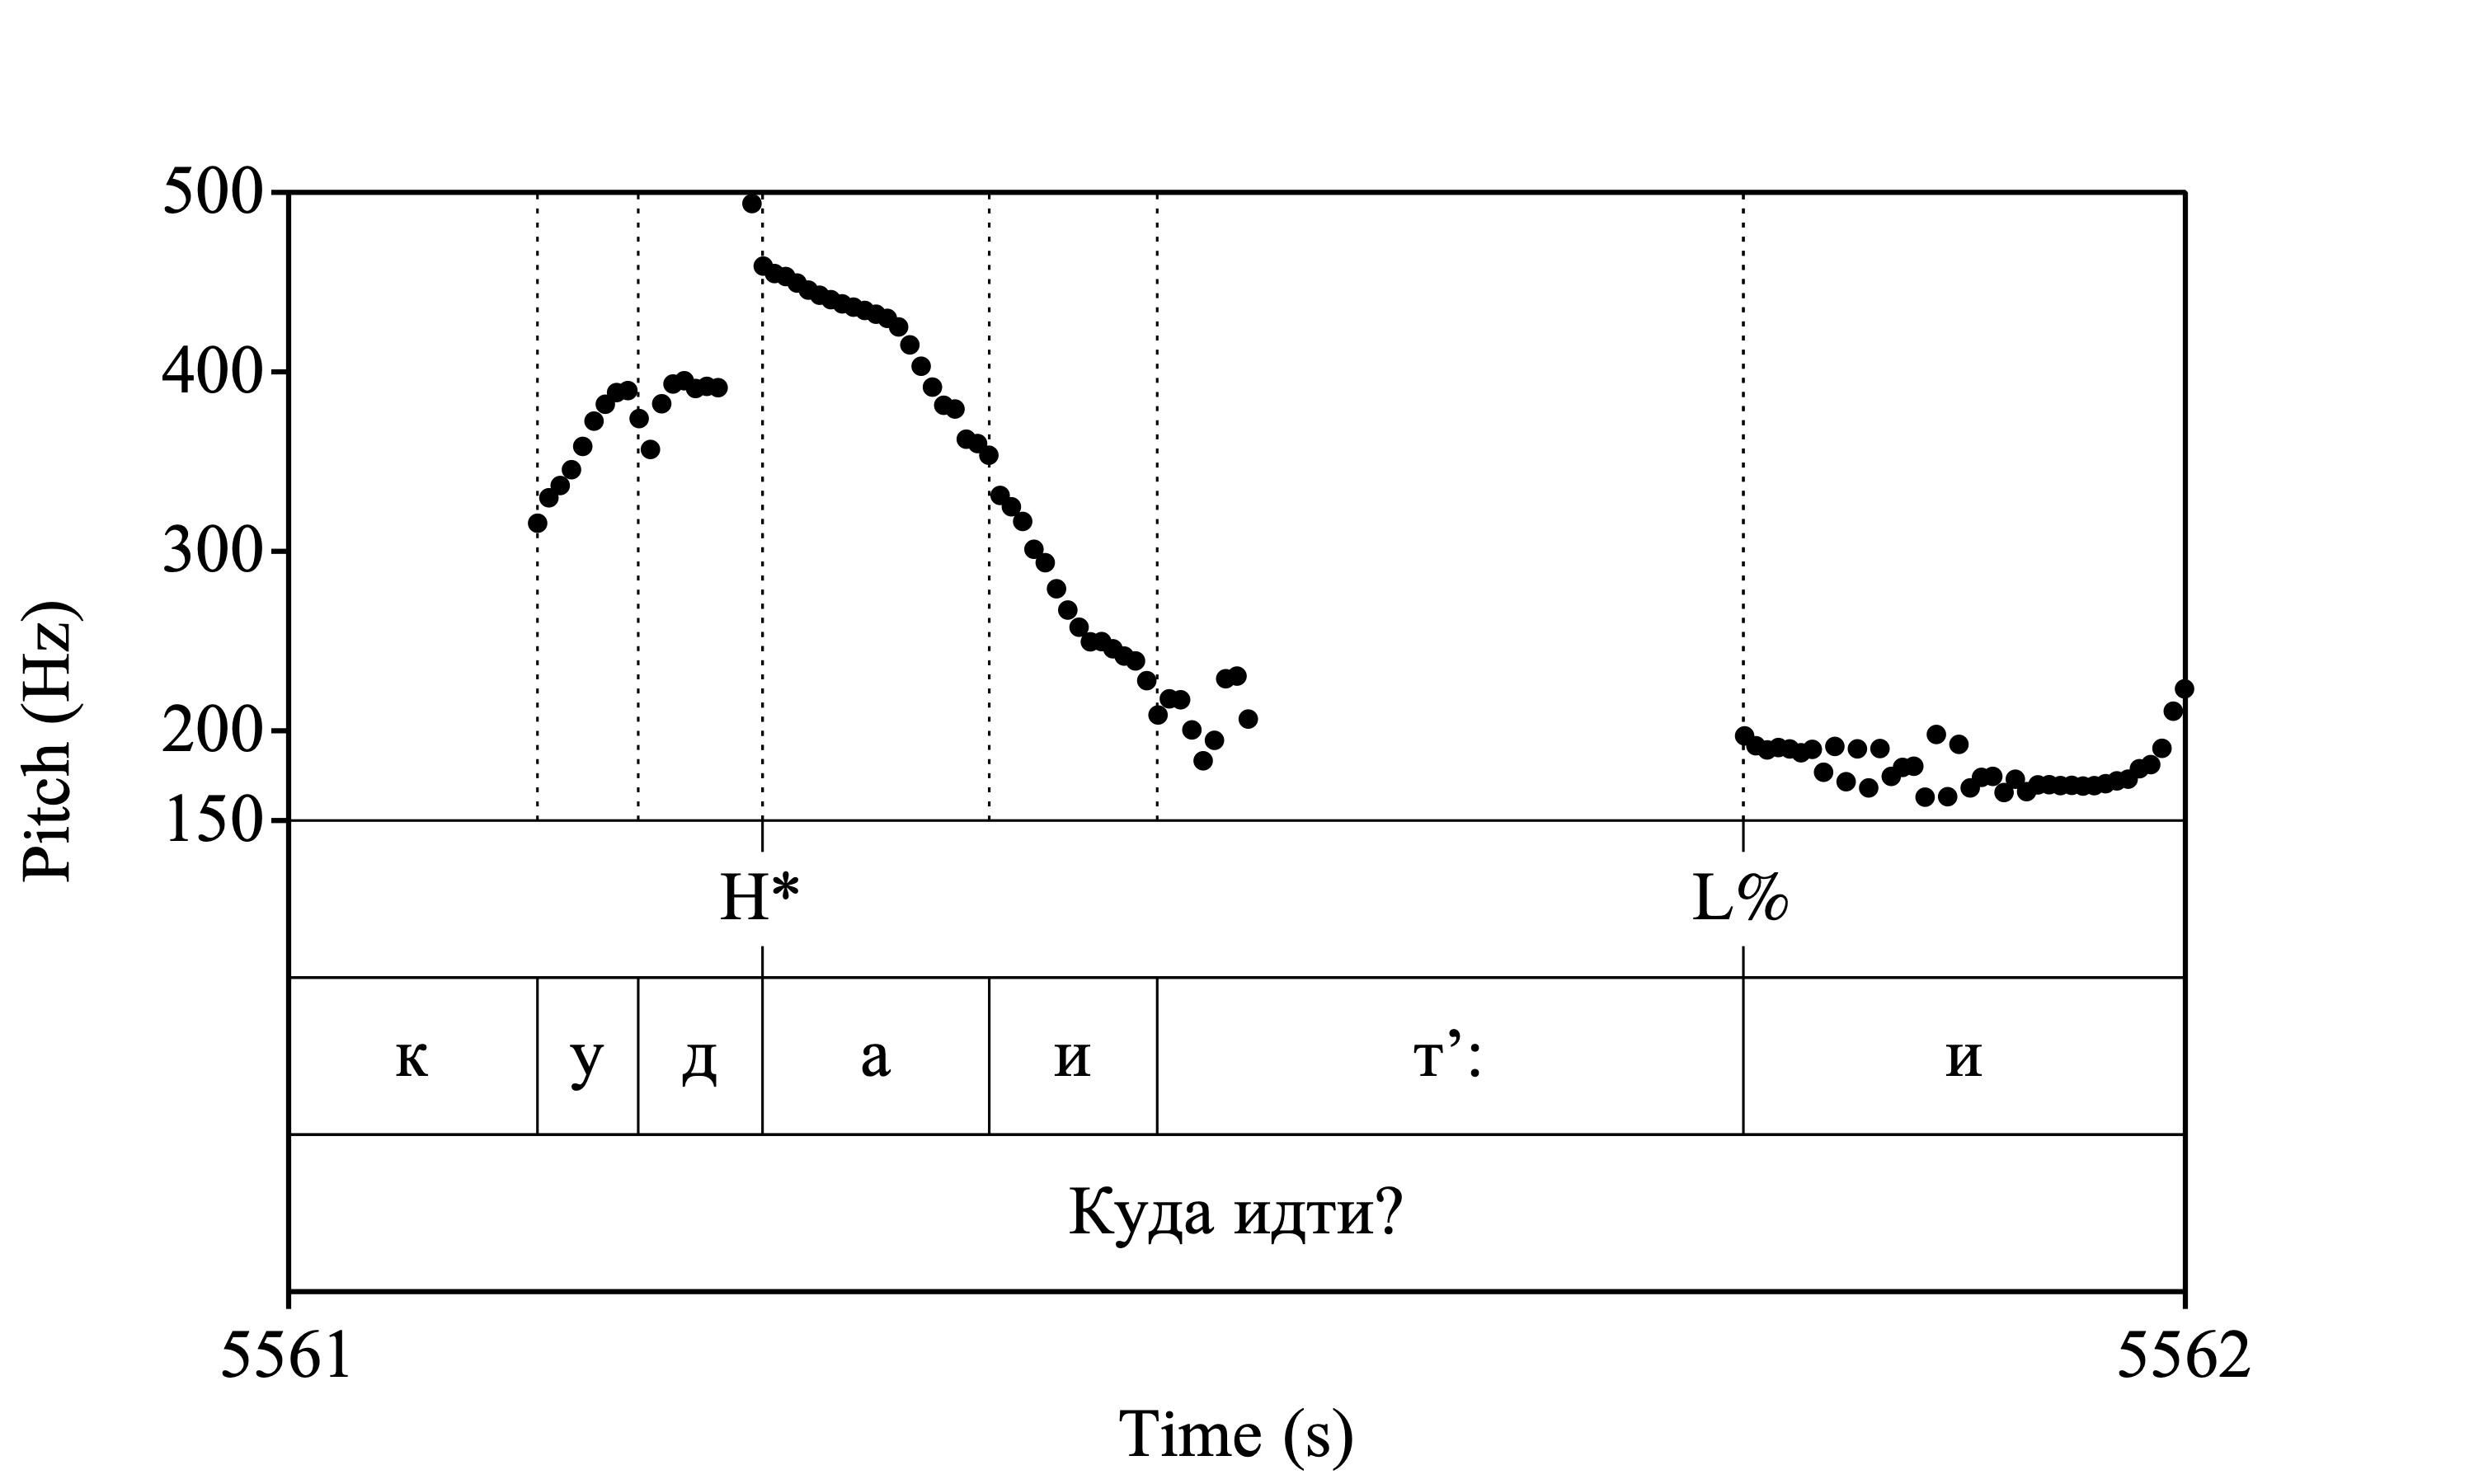 500
400
300
200
150
Pitch (Hz)
H* L%
к у д а и т’: и
Куда идти?
5561 5562
Time (s)